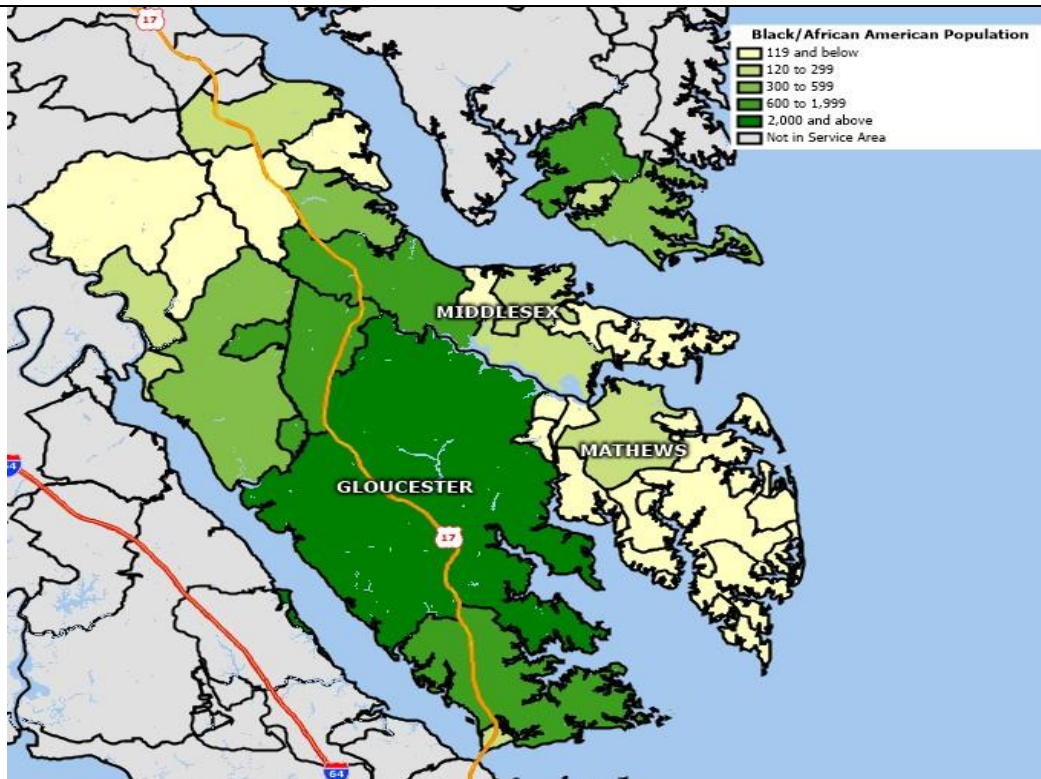 17
Black/African American Population
119 and below
120 to 299
300 to 599
600 to 1,999
2,000 and above
Not in Service Area
MIDDLESEX
MATHEWS
64
GLOUCESTER
17
64